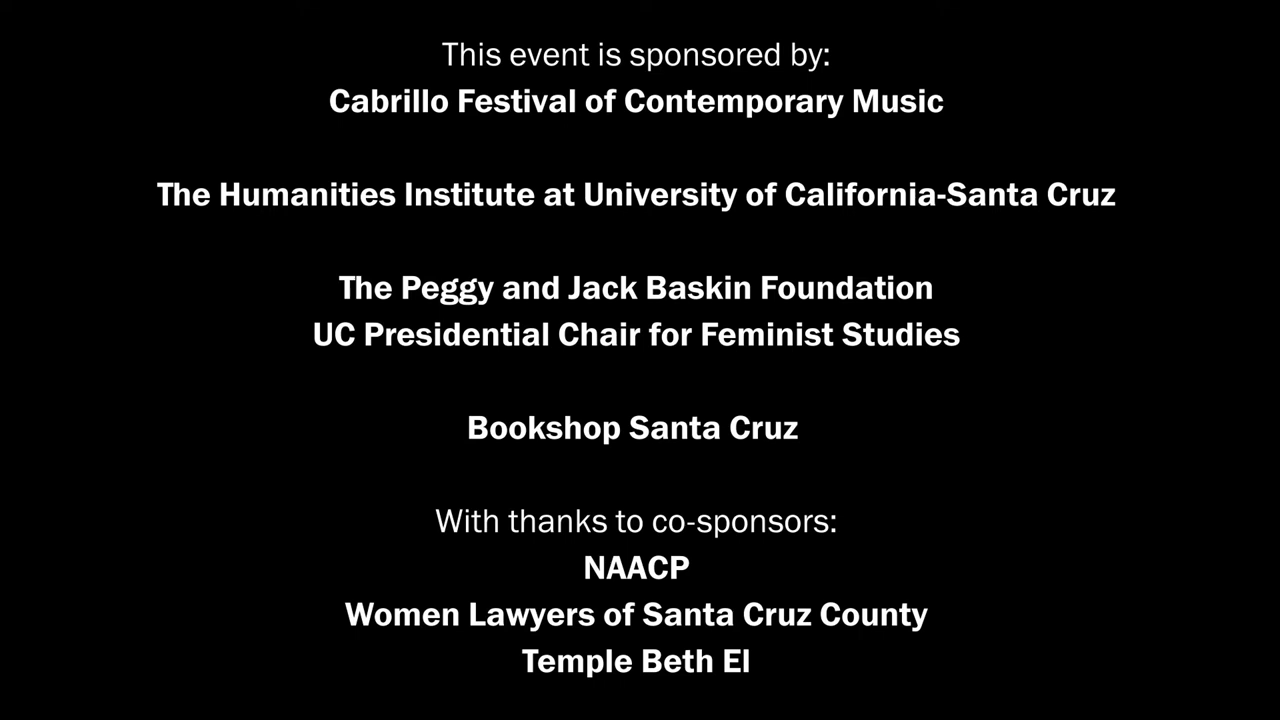 This event is sponsored by:
Cabrillo Festival of Contemporary Music
The Humanities Institute at University of California-Santa Cruz
The Peggy and Jack Baskin Foundation
UC Presidential Chair for Feminist Studies
Bookshop Santa Cruz
With thanks to co-sponsors:
NAACP
Women Lawyers of Santa Cruz County
Temple Beth El